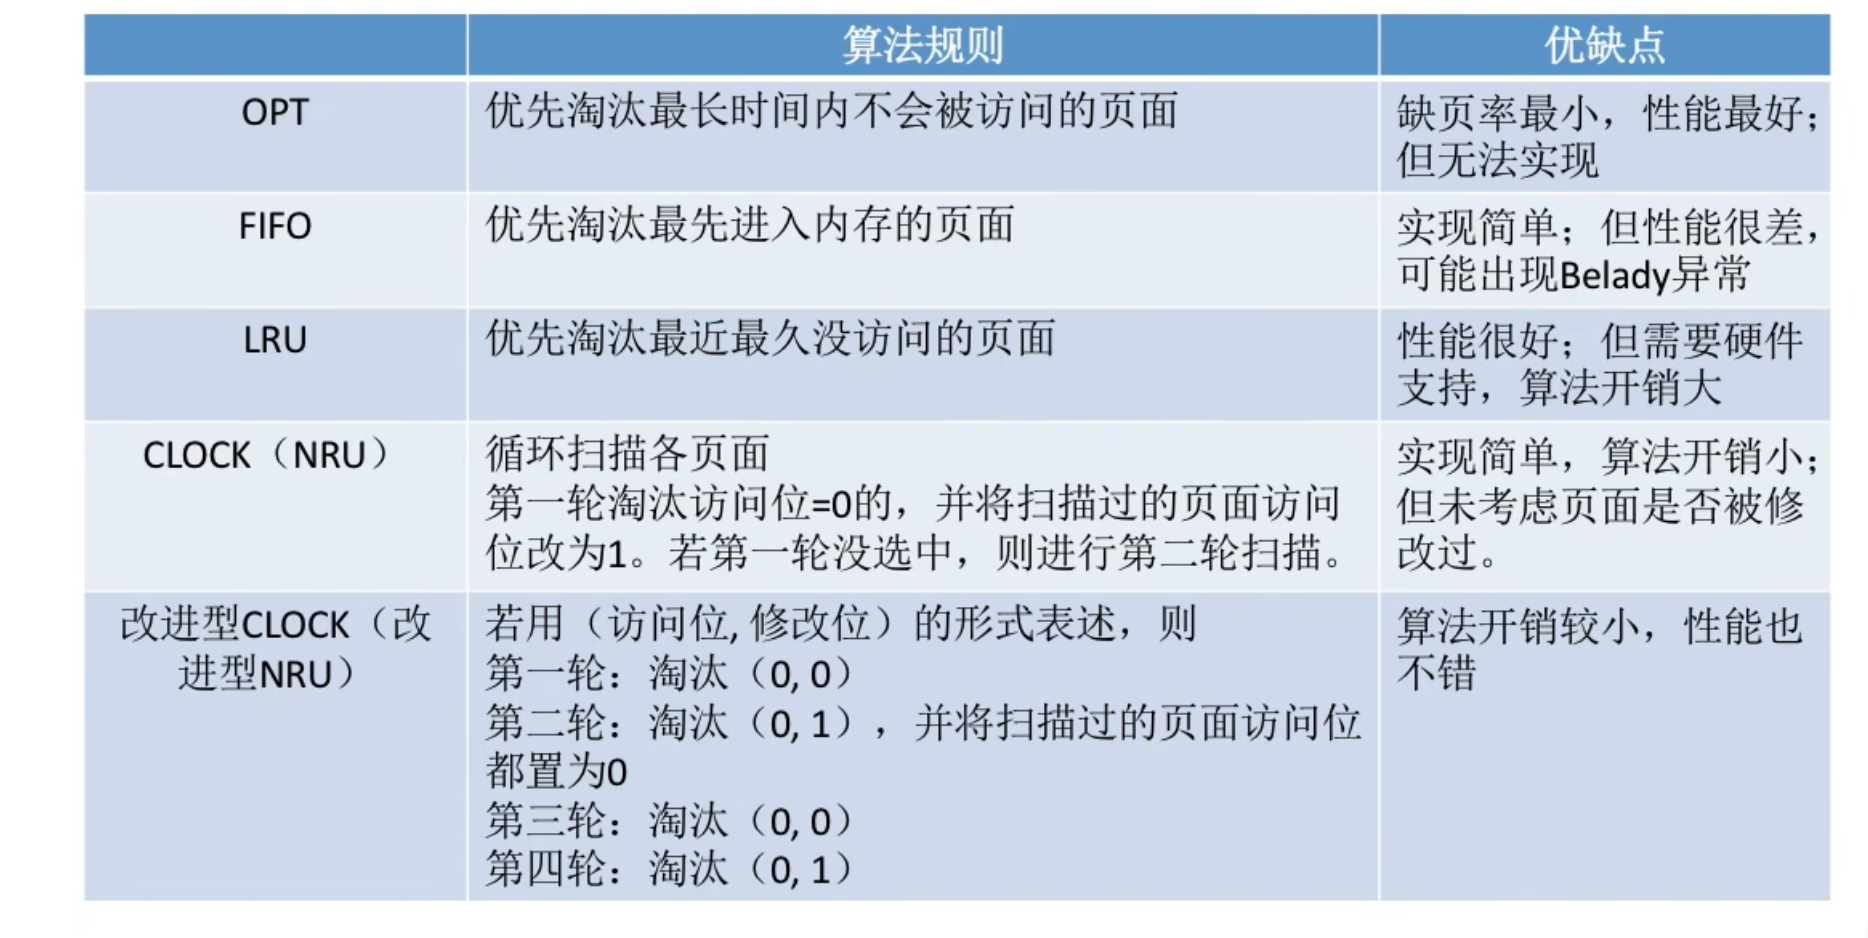 算法规则
优缺点
OPT
优先淘汰最长时间内不会被访问的页面
缺页率最小，性能最好；
但无法实现
FIFO
优先淘汰最先进入内存的页面
实现简单；但性能很差，
可能出现Belady异常
LRU
优先淘汰最近最久没访问的页面
性能很好；但需要硬件
支持，算法开销大
CLOCK（NRU）
循环扫描各页面
第一轮淘汰访问位=0的，并将扫描过的页面访问
位改为1。若第一轮没选中，则进行第二轮扫描。
实现简单，算法开销小；
但未考虑页面是否被修
改过。
改进型CLOCK（改
进型NRU）
若用（访问位, 修改位）的形式表述，则
第一轮：淘汰（0, 0）
第二轮：淘汰（0, 1），并将扫描过的页面访问位
都置为0
第三轮：淘汰（0, 0）
第四轮：淘汰（0, 1）
算法开销较小，性能也
不错